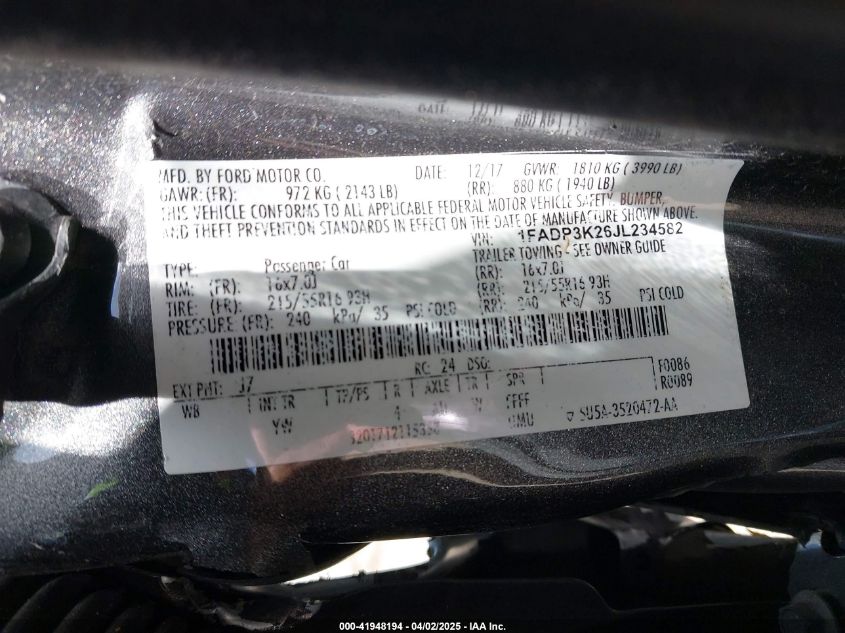 MFD. BY FORD MOTOR CO. DATE: 12/17 GVWR: 1810 KG ( 3990 LB)
GAWR: (FR): 972 KG ( 2143 LB) (RR): 880 KG ( 1940 LB)
THIS VEHICLE CONFORMS TO ALL APPLICABLE FEDERAL MOTOR VEHICLE SAFETY, BUMPER,
AND THEFT PREVENTION STANDARDS IN EFFECT ON THE DATE OF MANUFACTURE SHOWN ABOVE.
VIN: 1FADP3K26JL234582
TYPE: Passenger Car TRAILER TOWING - SEE OWNER GUIDE
RIM: (FR): 16x7.0J (RR): 16x7.0J
TIRE: (FR): 215/55R16 93H (RR): 215/55R16 93H
PRESSURE (FR): 240 kPa/ 35 PSI COLD (RR): 240 kPa/ 35 PSI COLD
RC: 24 DSO: F0086
EXT PNT: J7 R0089
WB INT TR TP/PS R AXLE TR SPR
YW 4
5U5A-3520472-AA
000-41948194 - 04/02/2025 - IAA Inc.